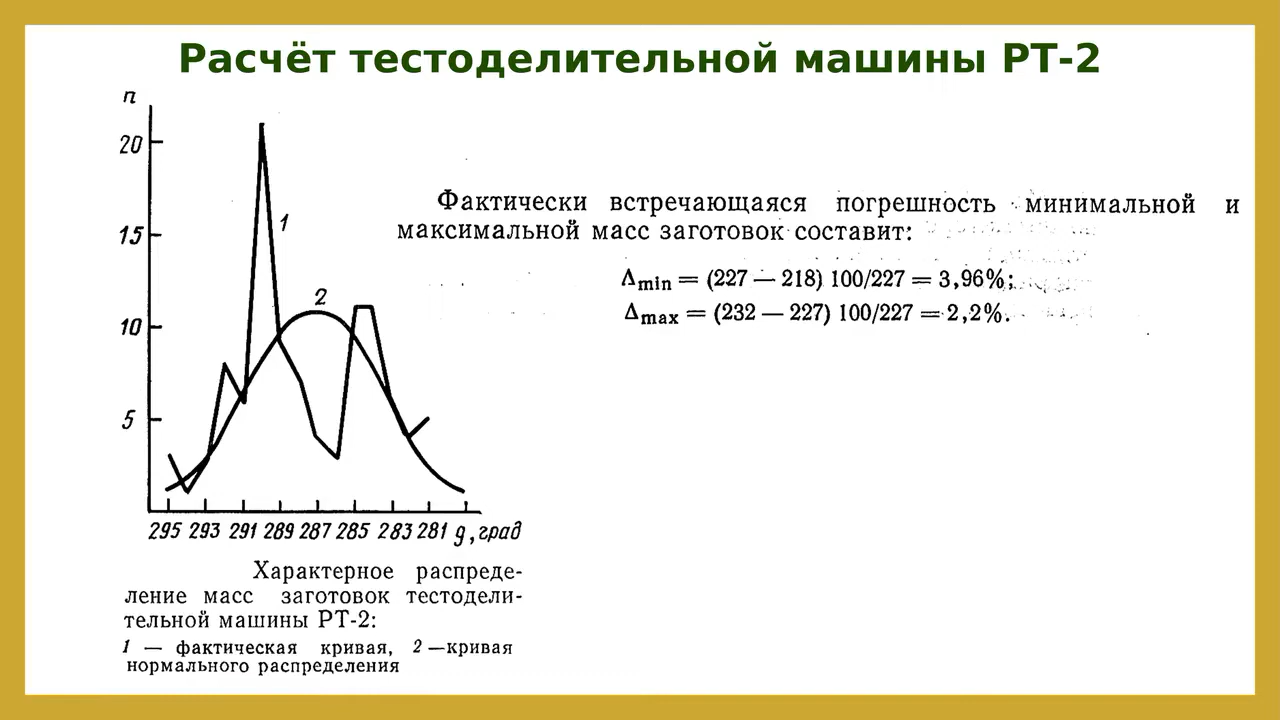 Расчёт тестоделительной машины РТ-2
n
20
15
10
5
1
2
295 293 291 289 287 285 283 281 g, град
Характерное распреде-
ление масс заготовок тестодели-
тельной машины РТ-2:
1 — фактическая кривая, 2 —кривая
нормального распределения
Фактически встречающаяся погрешность минимальной и
максимальной масс заготовок составит:
Δmin = (227 — 218) 100/227 = 3,96%;
Δmax = (232 — 227) 100/227 = 2,2%.